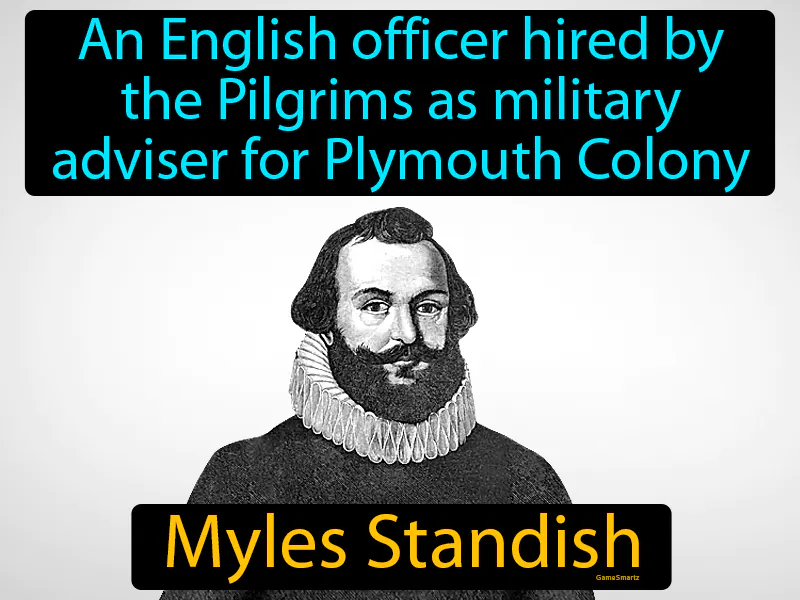 An English officer hired by
the Pilgrims as military
adviser for Plymouth Colony
Myles Standish
GameSmartz